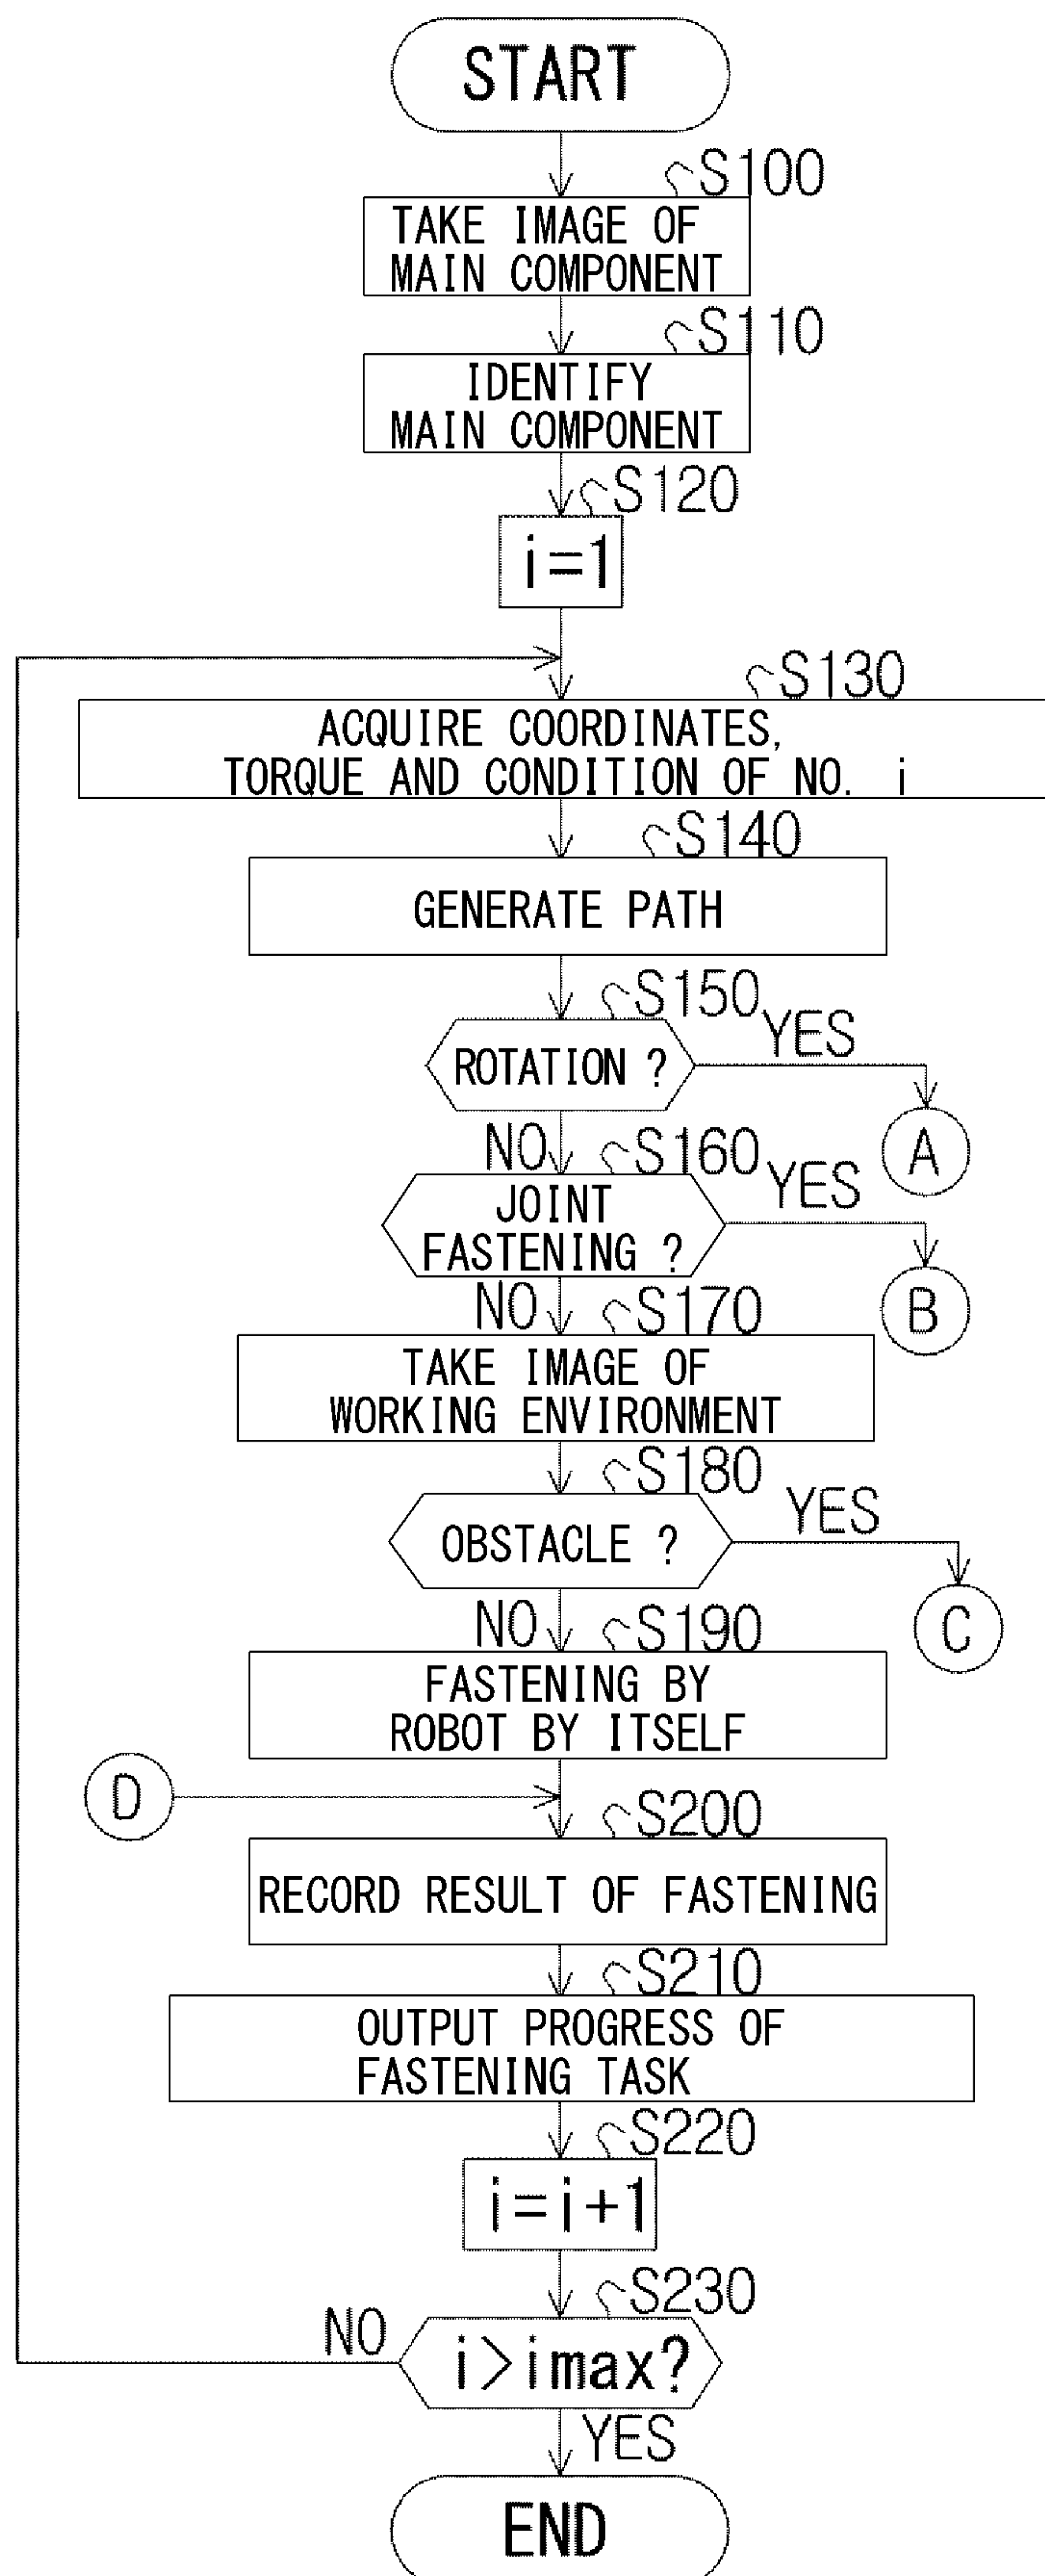 START
S100
TAKE IMAGE OF
MAIN COMPONENT
S110
IDENTIFY
MAIN COMPONENT
S120
i=1
S130
ACQUIRE COORDINATES,
TORQUE AND CONDITION OF NO. i
S140
GENERATE PATH
S150
YES
ROTATION ?
A
NO
S160
YES
JOINT
FASTENING ?
B
NO
S170
TAKE IMAGE OF
WORKING ENVIRONMENT
S180
YES
OBSTACLE ?
C
NO
S190
FASTENING BY
ROBOT BY ITSELF
D
S200
RECORD RESULT OF FASTENING
S210
OUTPUT PROGRESS OF
FASTENING TASK
S220
i=i+1
S230
NO
i>imax?
YES
END